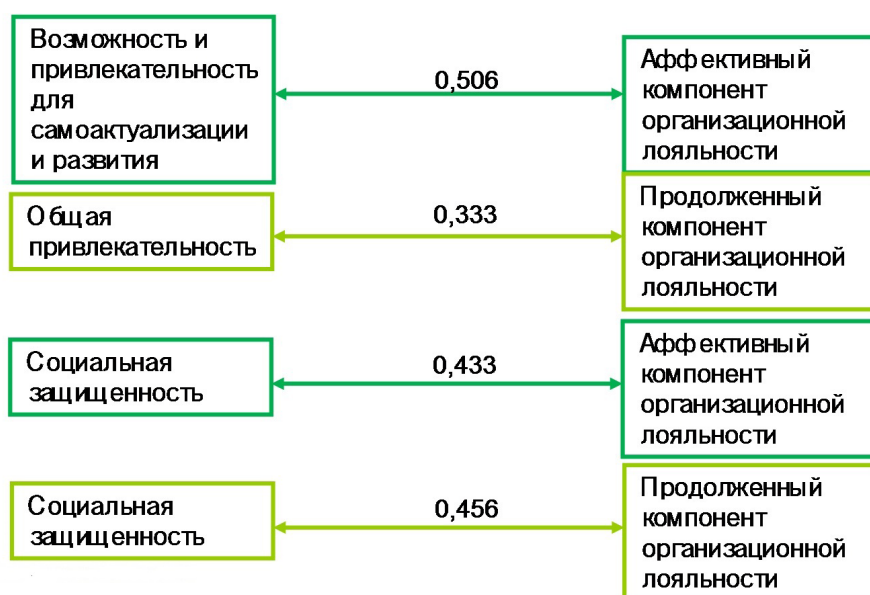 Возможность и
привлекательность
для
самоактуализации
и развития
0,506
Аффективный
компонент
организационной
лояльности
Общая
привлекательность
0,333
Продолженный
компонент
организационной
лояльности
Социальная
защищенность
0,433
Аффективный
компонент
организационной
лояльности
Социальная
защищенность
0,456
Продолженный
компонент
организационной
лояльности